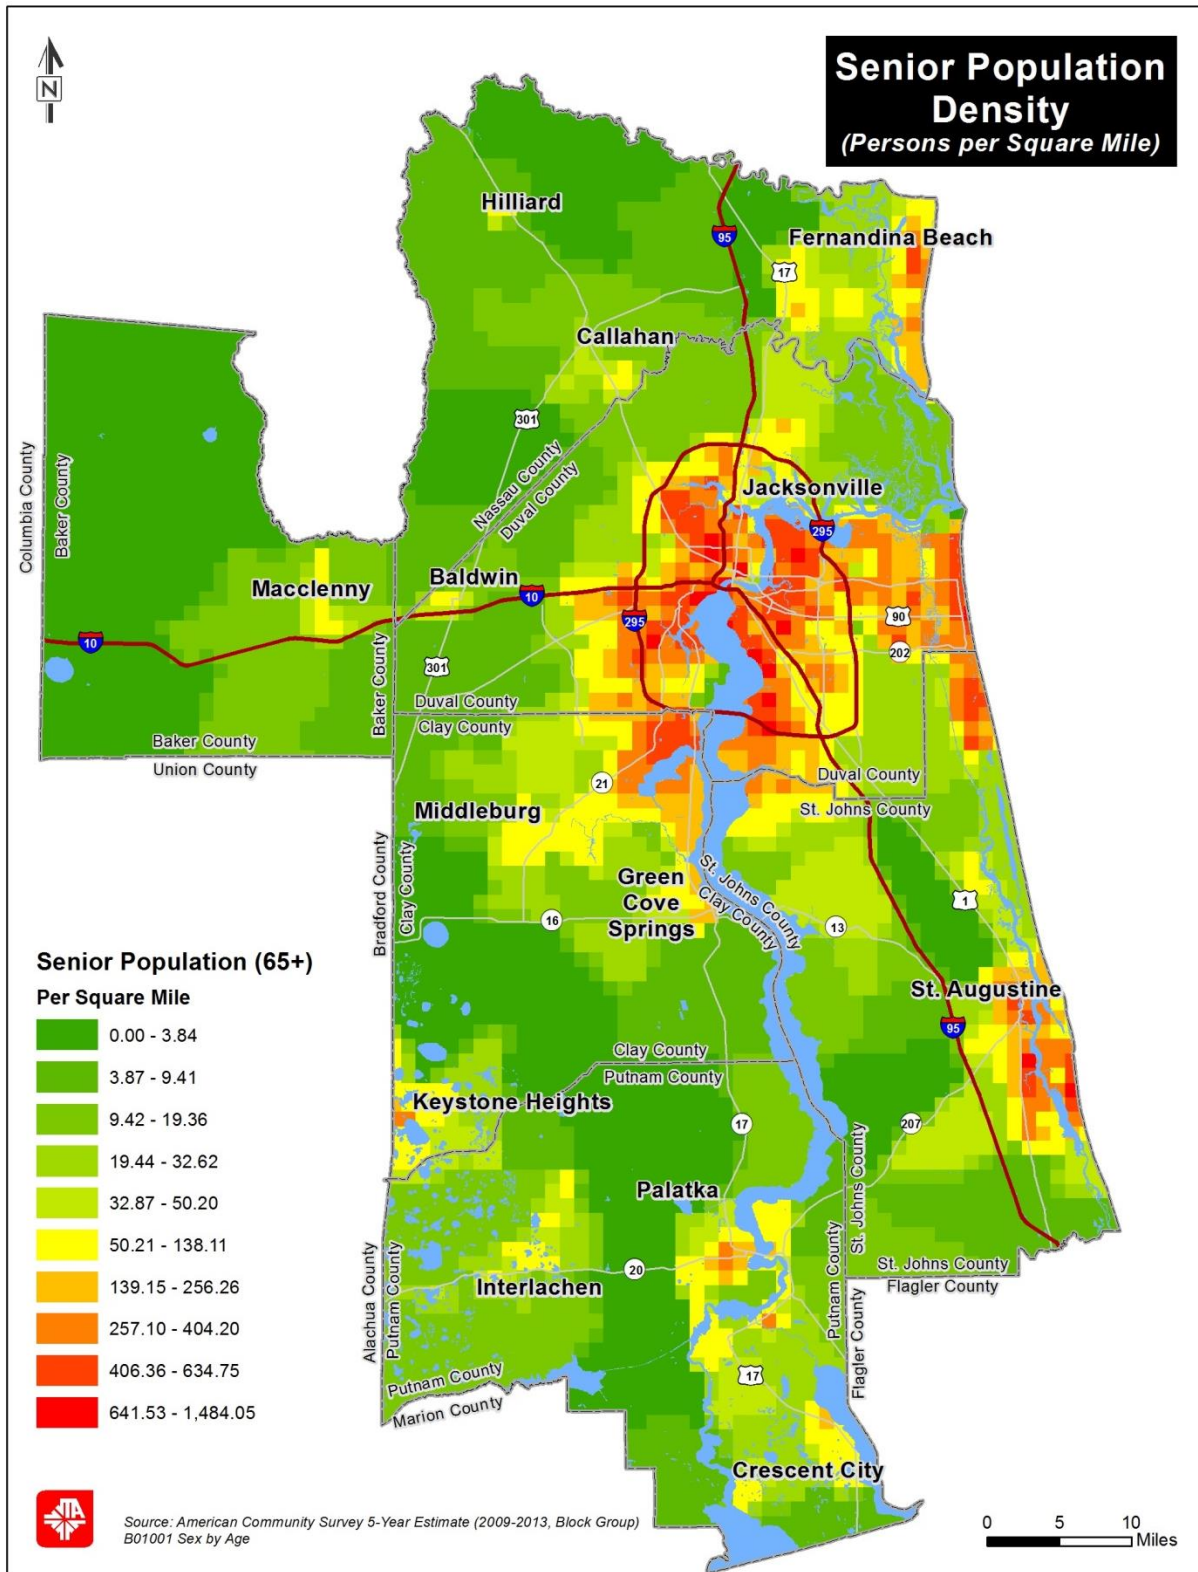 N
Senior Population
Density
(Persons per Square Mile)
Hilliard
95
Fernandina Beach
17
Callahan
301
Nassau County
Duval County
Columbia County
Baker County
Jacksonville
295
Macclenny
Baldwin
10
295
90
10
202
301
Baker County
Duval County
Clay County
Baker County
Union County
Duval County
St. Johns County
21
Middleburg
Bradford County
Clay County
Green
Cove
Springs
St. Johns County
Clay County
1
16
13
St. Augustine
95
Senior Population (65+)
Per Square Mile
0.00 - 3.84
3.87 - 9.41
9.42 - 19.36
19.44 - 32.62
32.87 - 50.20
50.21 - 138.11
139.15 - 256.26
257.10 - 404.20
406.36 - 634.75
641.53 - 1,484.05
Clay County
Putnam County
Keystone Heights
17
207
St. Johns County
Putnam County
Palatka
20
Interlachen
St. Johns County
Flagler County
Alachua County
Putnam County
Flagler County
Putnam County
Marion County
17
Crescent City
JTA
Source: American Community Survey 5-Year Estimate (2009-2013, Block Group)
B01001 Sex by Age
0 5 10
Miles